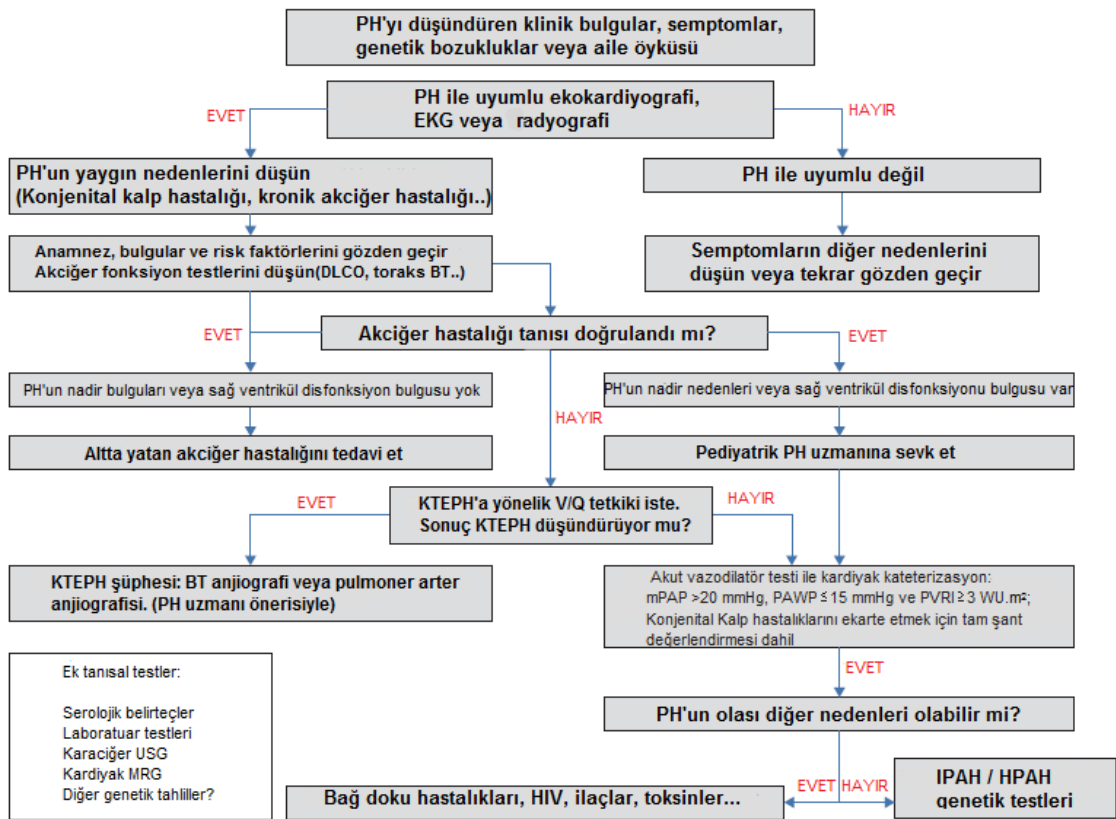 PH'yı düşündüren klinik bulgular, semptomlar,
genetik bozukluklar veya aile öyküsü
PH ile uyumlu ekokardiyografi,
EKG veya radyografi
EVET
HAYIR
PH'un yaygın nedenlerini düşün
(Konjenital kalp hastalığı, kronik akciğer hastalığı..)
PH ile uyumlu değil
Anamnez, bulgular ve risk faktörlerini gözden geçir
Akciğer fonksiyon testlerini düşün(DLCO, toraks BT..)
Semptomların diğer nedenlerini
düşün veya tekrar gözden geçir
EVET
Akciğer hastalığı tanısı doğrulandı mı?
EVET
PH'un nadir bulguları veya sağ ventrikül disfonksiyon bulgusu yok
PH'un nadir nedenleri veya sağ ventrikül disfonksiyonu bulgusu var
HAYIR
Altta yatan akciğer hastalığını tedavi et
Pediyatrik PH uzmanına sevk et
EVET
KTEPH'a yönelik V/Q tetkiki iste.
Sonuç KTEPH düşündürüyor mu?
HAYIR
KTEPH şüphesi: BT anjiografi veya pulmoner arter
anjiografisi. (PH uzmanı önerisiyle)
Akut vazodilatör testi ile kardiyak kateterizasyon:
mPAP >20 mmHg, PAWP ≤ 15 mmHg ve PVRI ≥ 3 WU.m²;
Konjenital Kalp hastalıklarını ekarte etmek için tam şant
değerlendirmesi dahil
EVET
Ek tanısal testler:
Serolojik belirteçler
Laboratuar testleri
Karaciğer USG
Kardiyak MRG
Diğer genetik tahliller?
PH'un olası diğer nedenleri olabilir mi?
EVET HAYIR
Bağ doku hastalıkları, HIV, ilaçlar, toksinler...
IPAH / HPAH
genetik testleri